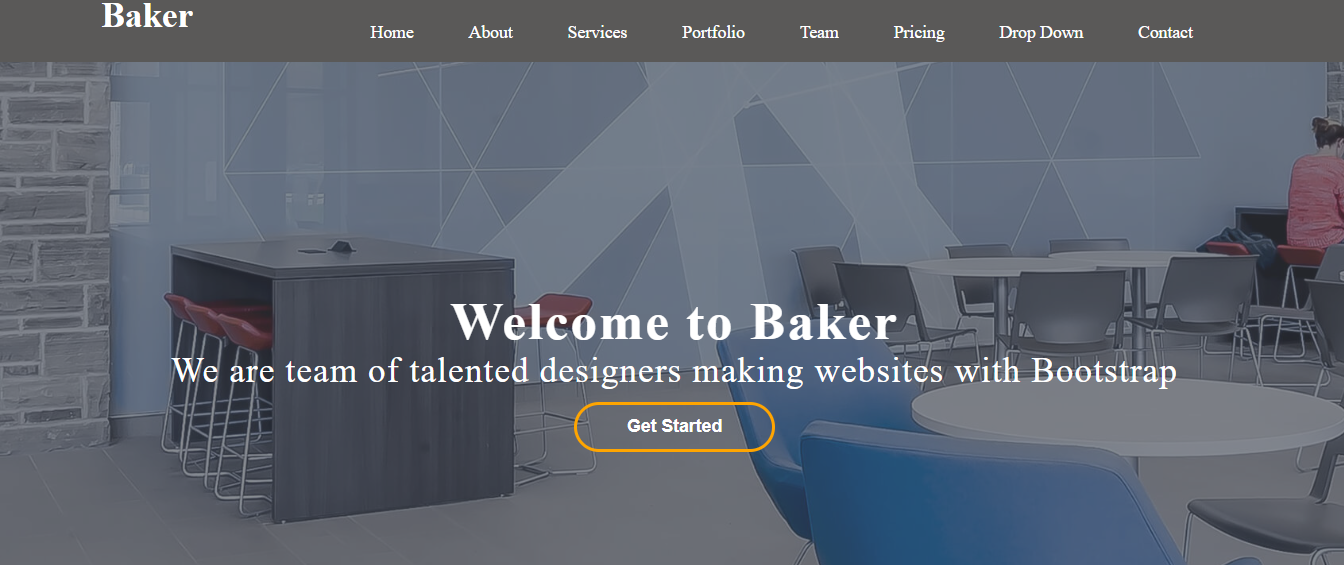 Baker
Home About Services Portfolio Team Pricing Drop Down Contact
Welcome to Baker
We are team of talented designers making websites with Bootstrap
Get Started